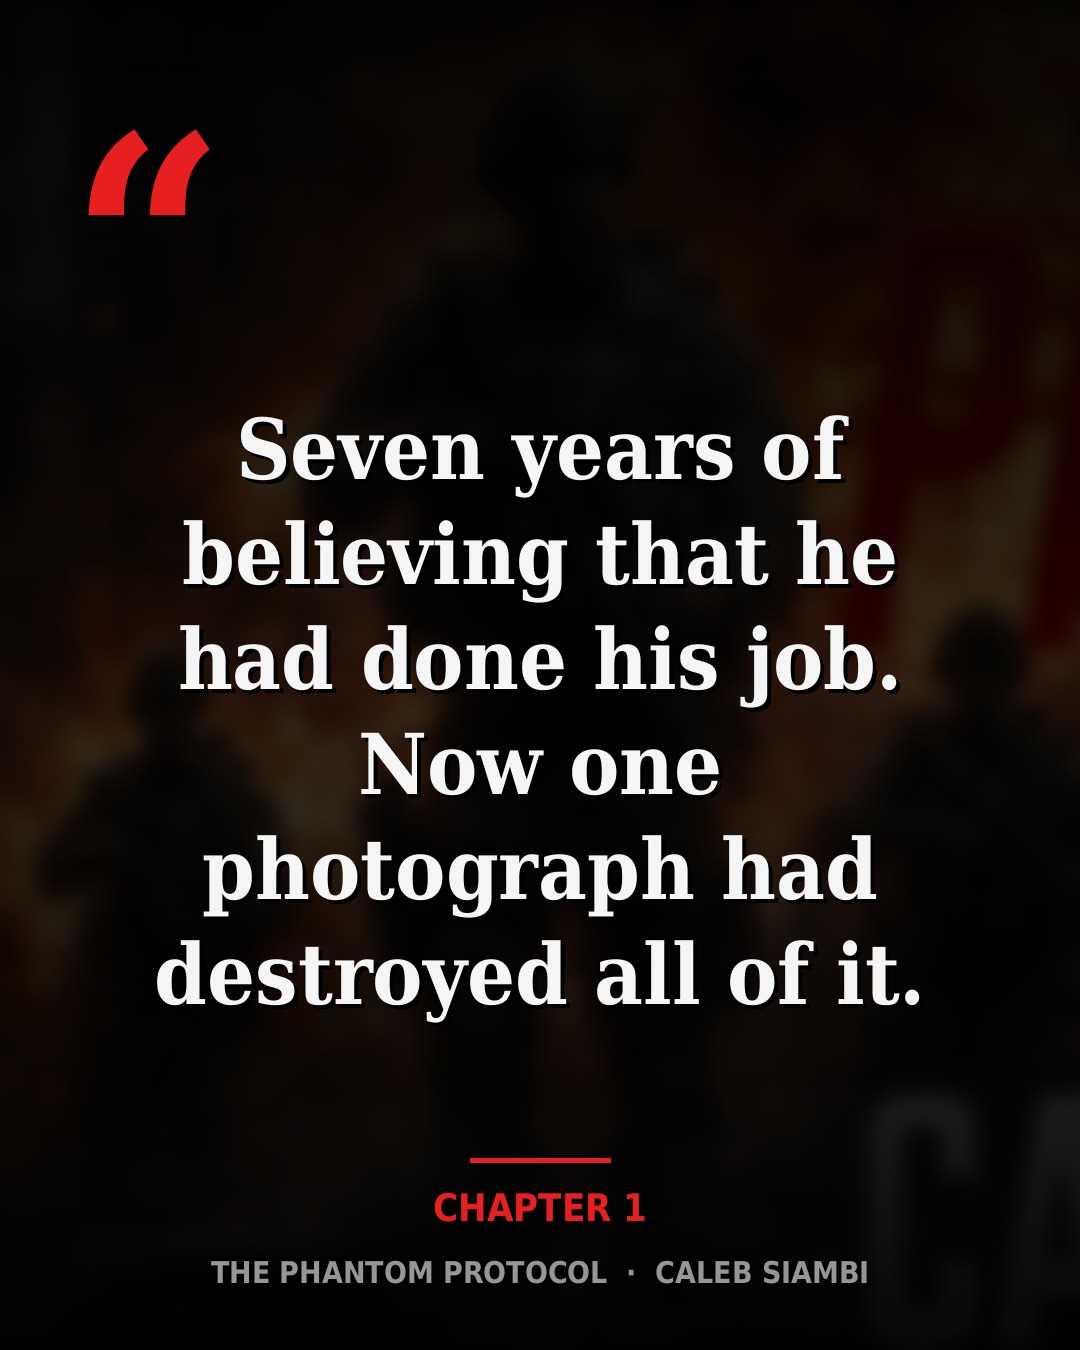 “
Seven years of
believing that he
had done his job.
Now one
photograph had
destroyed all of it.
CHAPTER 1
THE PHANTOM PROTOCOL · CALEB SIAMBI